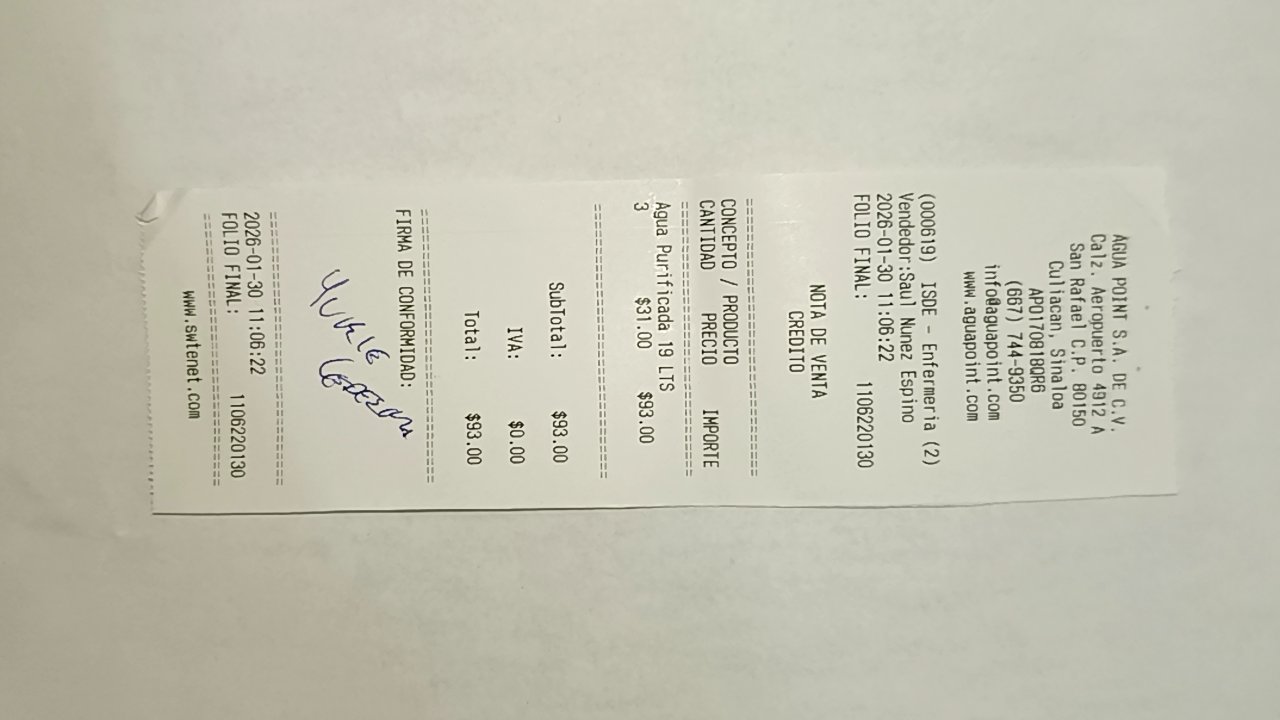 AGUA POINT S.A. DE C.V.
Calz. Aeropuerto 4912 A
San Rafael C.P. 80150
Culiacan, Sinaloa
APO170818QR6
(667) 744-9350
info@aguapoint.com
www.aguapoint.com
(000619) ISDE - Enfermeria (2)
Vendedor:Saul Nunez Espino
2026-01-30 11:06:22
FOLIO FINAL: 1106220130
NOTA DE VENTA
CREDITO
CONCEPTO / PRODUCTO
CANTIDAD PRECIO IMPORTE
Agua Purificada 19 LTS
3 $31.00 $93.00
SubTotal: $93.00
IVA: $0.00
Total: $93.00
FIRMA DE CONFORMIDAD:
2026-01-30 11:06:22
FOLIO FINAL: 1106220130
www.swtenet.com